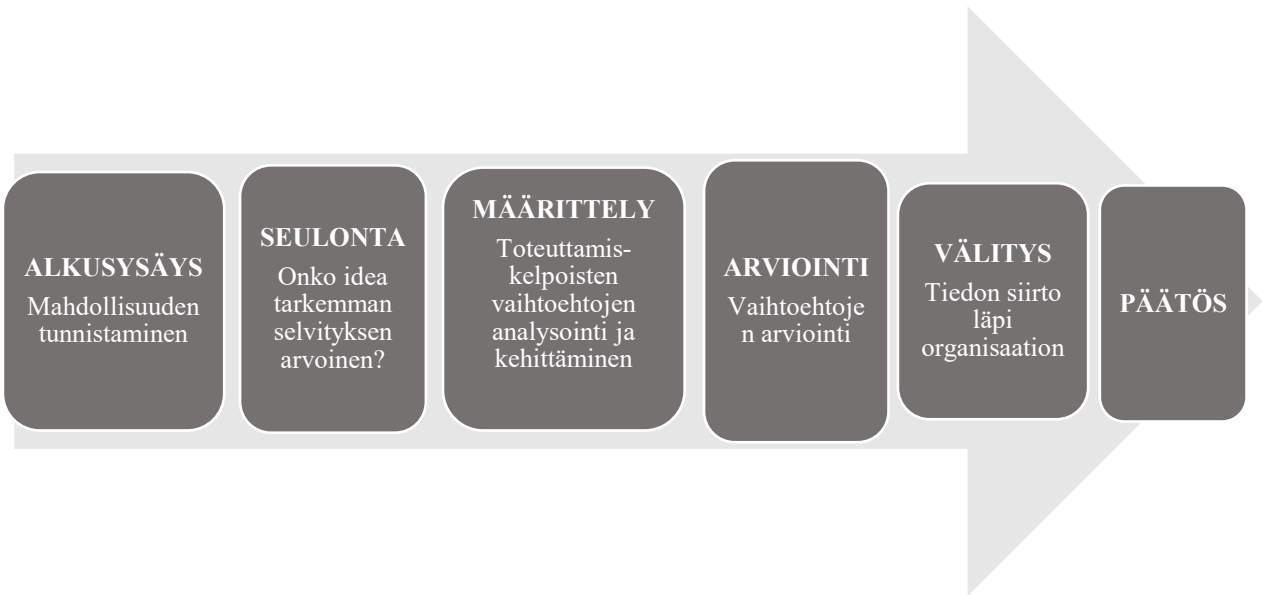 ALKUSYSÄYS
Mahdollisuuden
tunnistaminen
SEULONTA
Onko idea
tarkemman
selvityksen
arvoinen?
MÄÄRITTELY
Toteuttamis-
kelpoisten
vaihtoehtojen
analysointi ja
kehittäminen
ARVIOINTI
Vaihtoehtoje
n arviointi
VÄLITYS
Tiedon siirto
läpi
organisaation
PÄÄTÖS